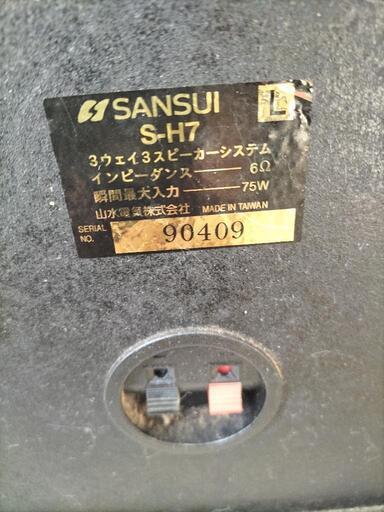 SANSUI L
S-H7
3ウェイ3スピーカーシステム
インピーダンス 6Ω
瞬間最大入力 75W
山水電気株式会社 MADE IN TAIWAN
SERIAL NO. 90409